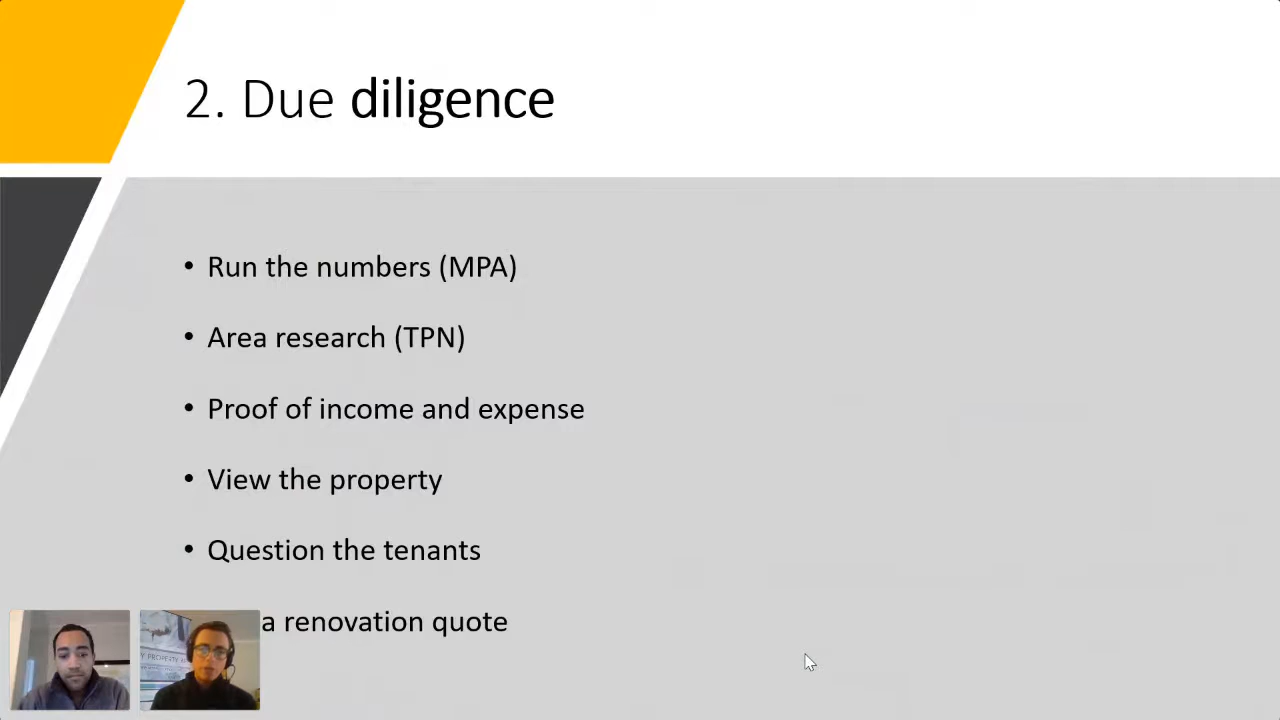 2. Due diligence
• Run the numbers (MPA)
• Area research (TPN)
• Proof of income and expense
• View the property
• Question the tenants
a renovation quote
Y PROPERTY A